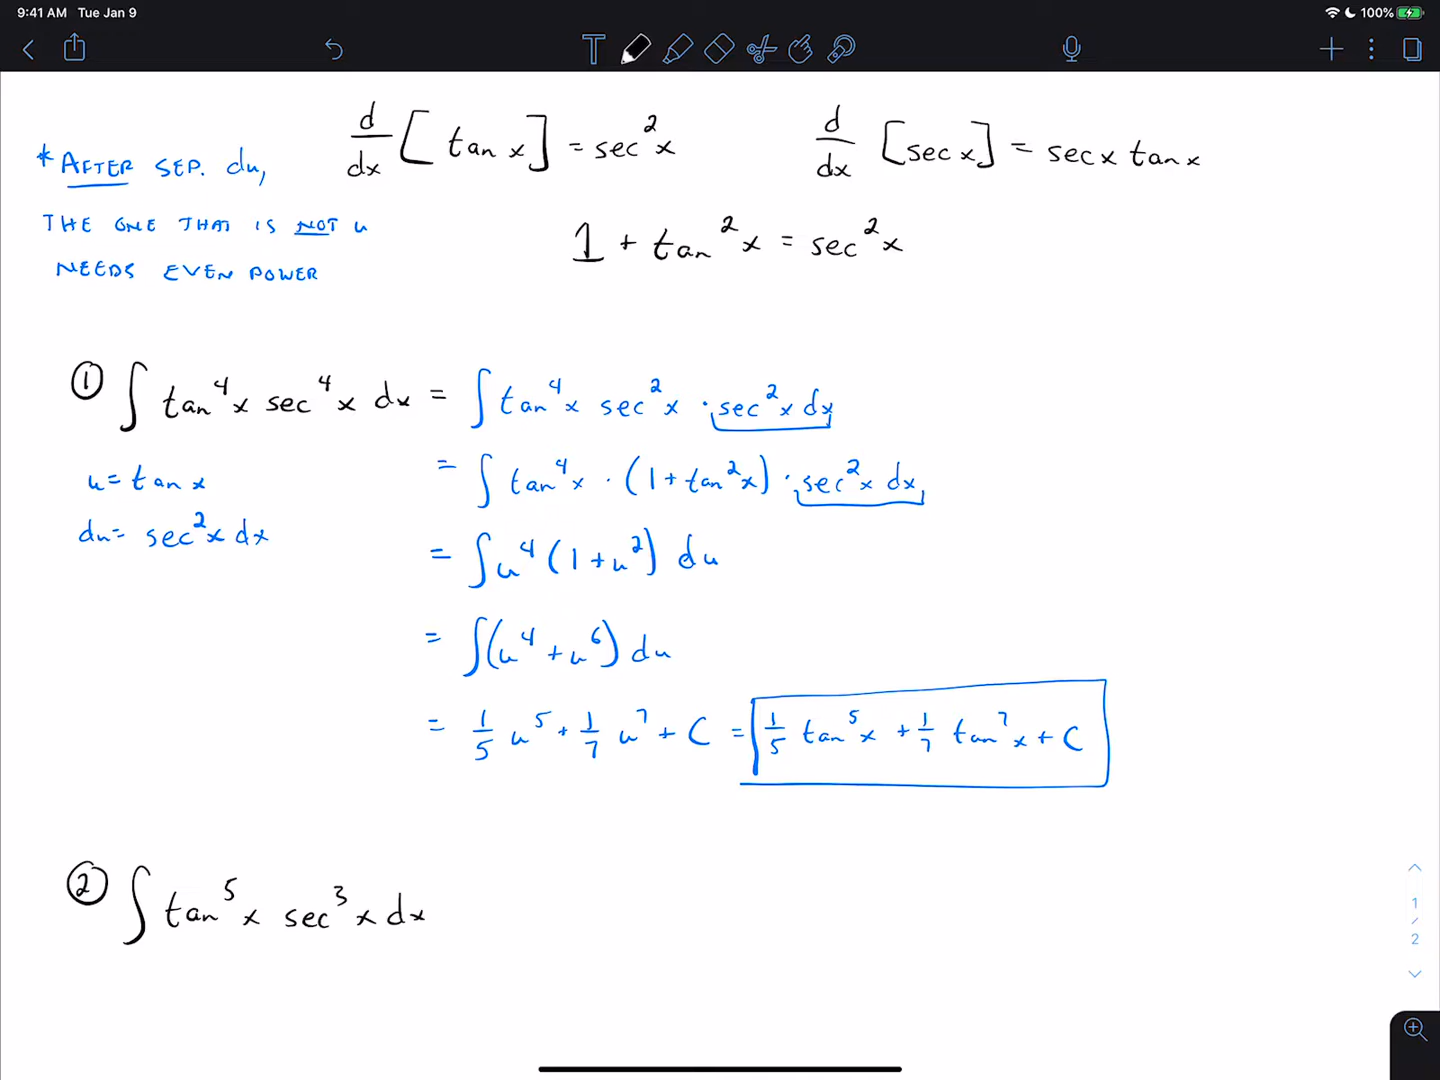 9:41 AM Tue Jan 9
100%
d/dx [tan x] = sec²x
d/dx [sec x] = sec x tan x
* AFTER SEP. du,
THE ONE THAT IS NOT u
NEEDS EVEN POWER
1 + tan²x = sec²x
① ∫ tan⁴x sec⁴x dx = ∫ tan⁴x sec²x · sec²x dx
u = tan x
du = sec²x dx
= ∫ tan⁴x · (1 + tan²x) · sec²x dx
= ∫ u⁴ (1 + u²) du
= ∫ (u⁴ + u⁶) du
= 1/5 u⁵ + 1/7 u⁷ + C = 1/5 tan⁵x + 1/7 tan⁷x + C
② ∫ tan⁵x sec³x dx
1
/
2